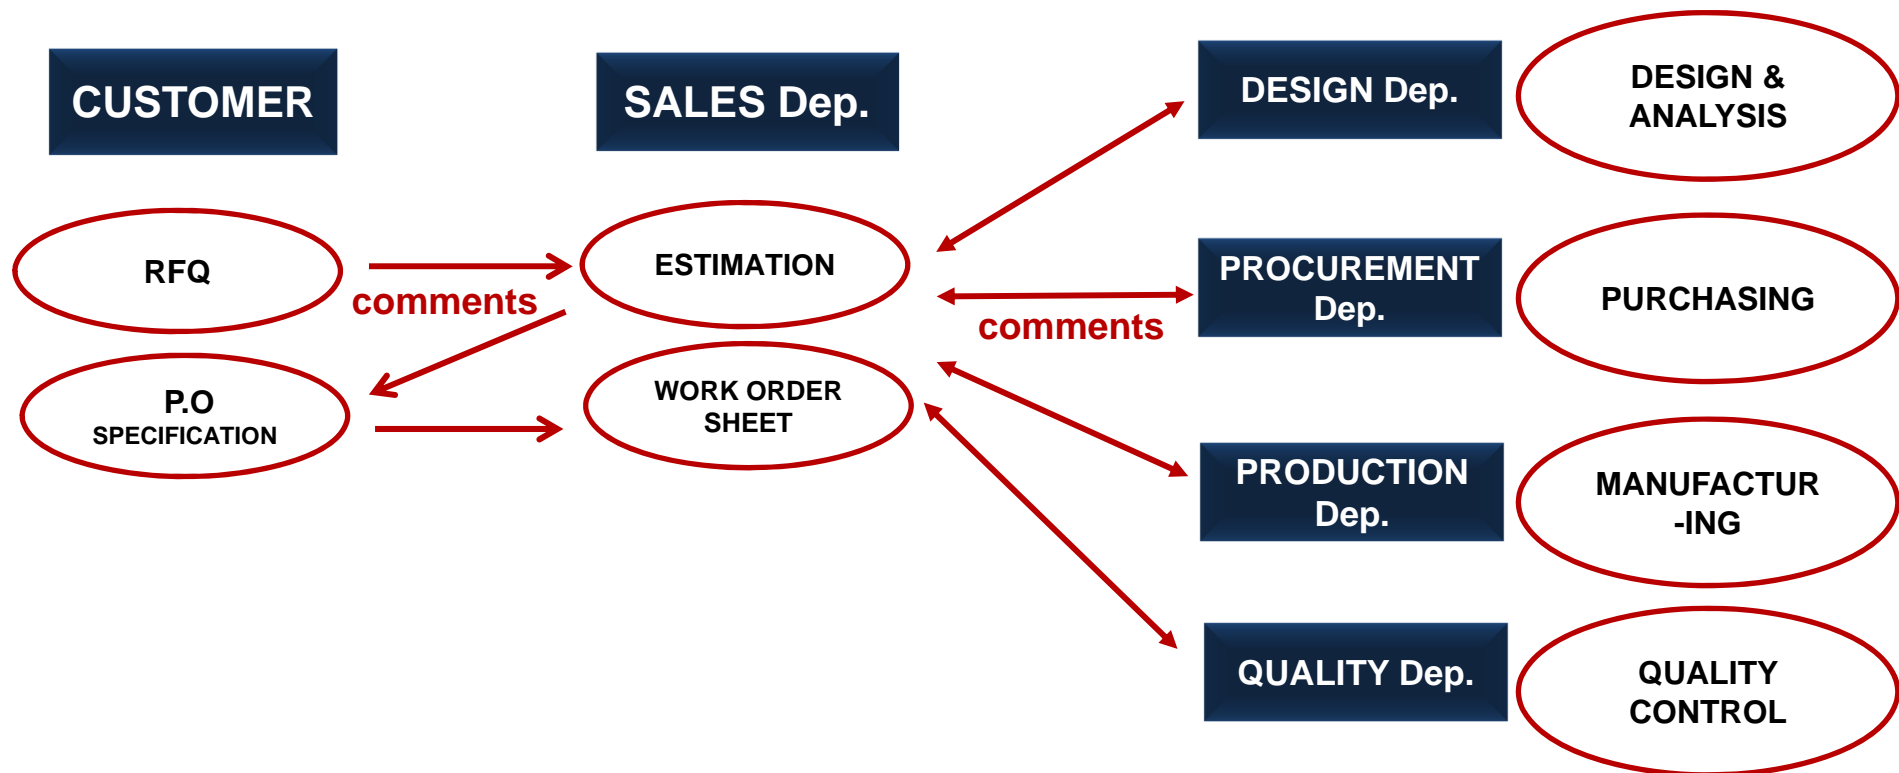 CUSTOMER
SALES Dep.
DESIGN Dep.
DESIGN &
ANALYSIS
RFQ
comments
ESTIMATION
PROCUREMENT
Dep.
PURCHASING
comments
P.O
SPECIFICATION
WORK ORDER
SHEET
PRODUCTION
Dep.
MANUFACTUR
-ING
QUALITY Dep.
QUALITY
CONTROL